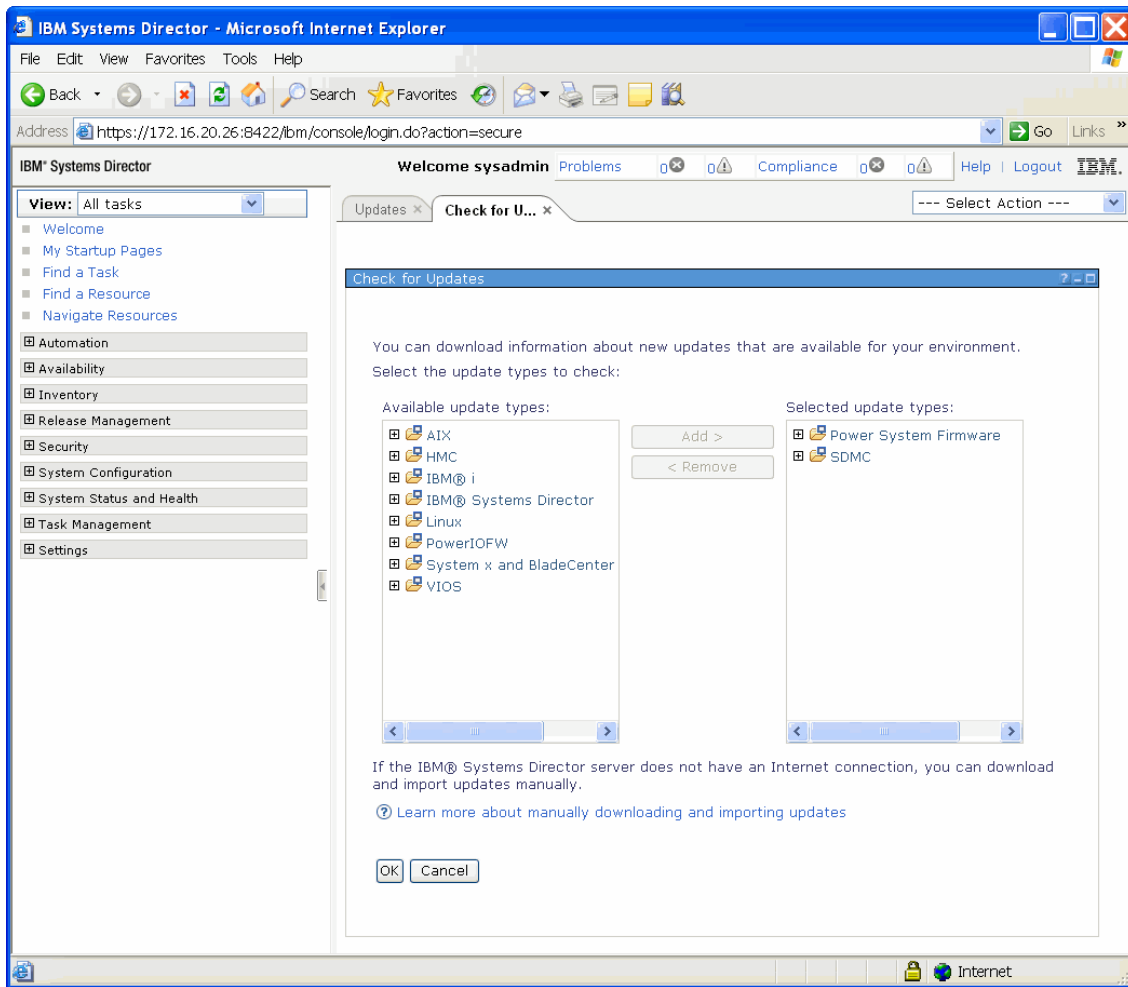 IBM Systems Director - Microsoft Internet Explorer
File Edit View Favorites Tools Help
Back Search Favorites
Address https://172.16.20.26:8422/ibm/console/login.do?action=secure Go Links »
IBM® Systems Director Welcome sysadmin Problems 0 0 Compliance 0 0 Help | Logout IBM.
View: All tasks
Updates × Check for U... × --- Select Action ---
Welcome
My Startup Pages
Find a Task
Find a Resource
Navigate Resources
Automation
Availability
Inventory
Release Management
Security
System Configuration
System Status and Health
Task Management
Settings
Check for Updates
You can download information about new updates that are available for your environment.
Select the update types to check:
Available update types:
AIX
HMC
IBM® i
IBM® Systems Director
Linux
PowerIOFW
System x and BladeCenter
VIOS
Add >
< Remove
Selected update types:
Power System Firmware
SDMC
If the IBM® Systems Director server does not have an Internet connection, you can download
and import updates manually.
Learn more about manually downloading and importing updates
OK Cancel
Internet